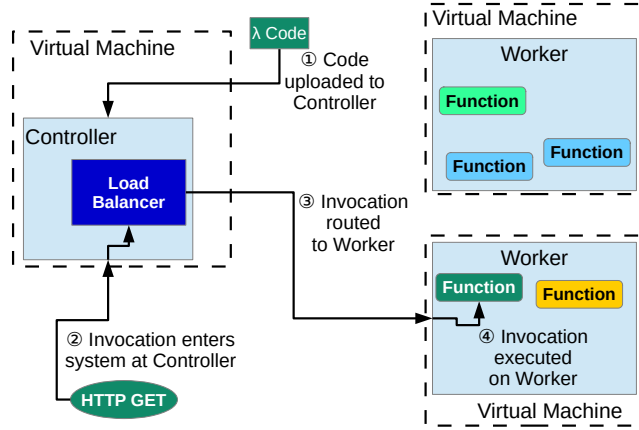 Virtual Machine
λ Code
① Code
uploaded to
Controller
Controller
Load
Balancer
② Invocation enters
system at Controller
HTTP GET
③ Invocation
routed
to Worker
Virtual Machine
Worker
Function
Function
Function
Worker
Function
Function
④ Invocation
executed
on Worker
Virtual Machine